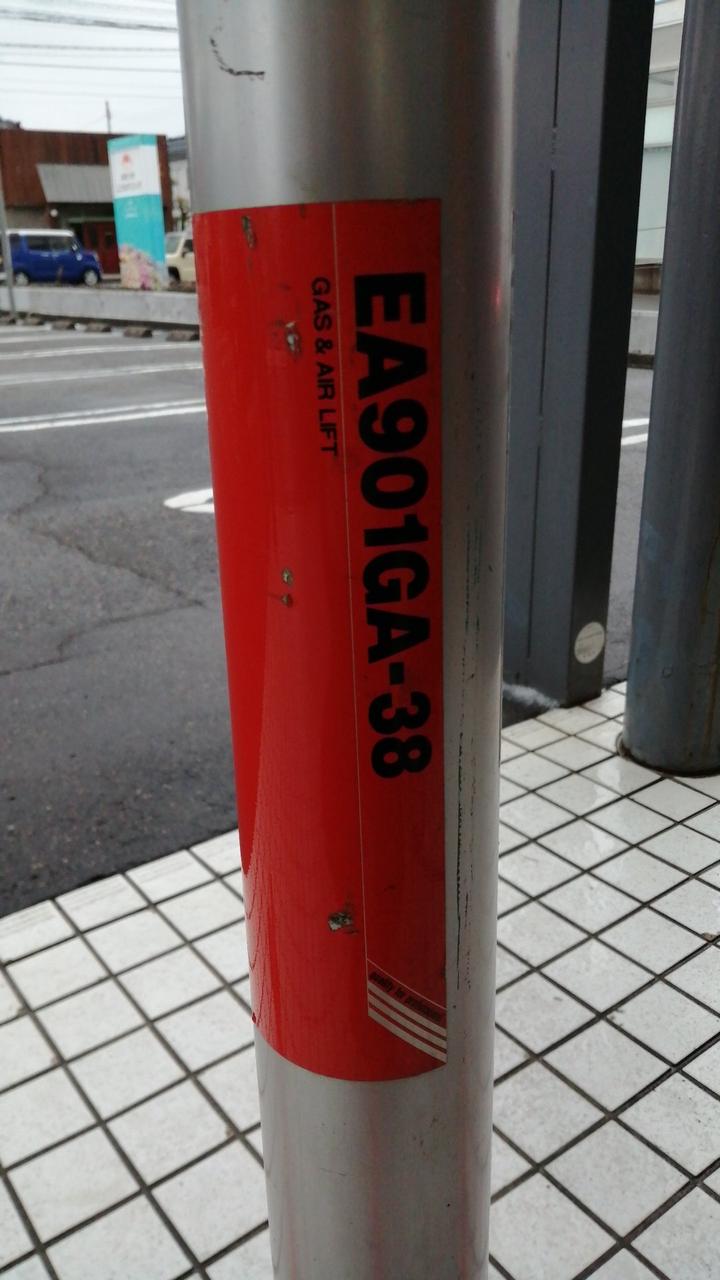 EA901GA-38
GAS & AIR LIFT